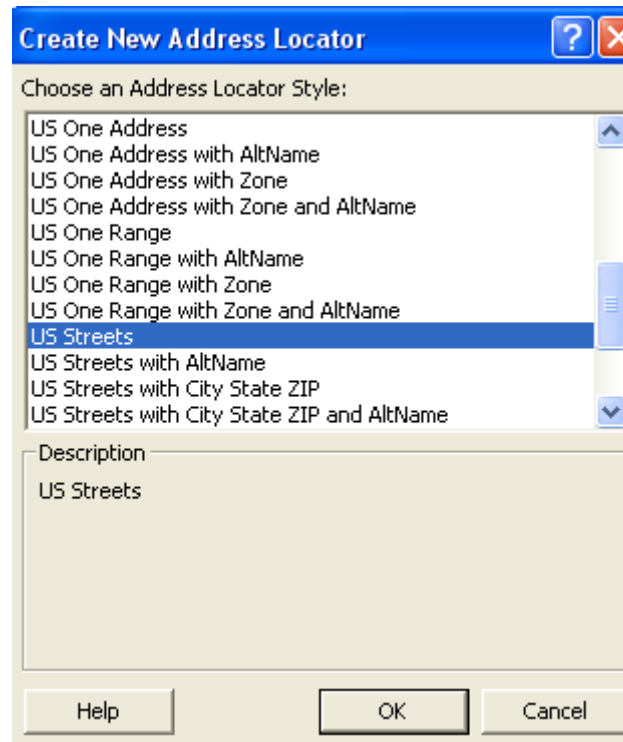 Create New Address Locator
Choose an Address Locator Style:
US One Address
US One Address with AltName
US One Address with Zone
US One Address with Zone and AltName
US One Range
US One Range with AltName
US One Range with Zone
US One Range with Zone and AltName
US Streets
US Streets with AltName
US Streets with City State ZIP
US Streets with City State ZIP and AltName
Description
US Streets
Help OK Cancel